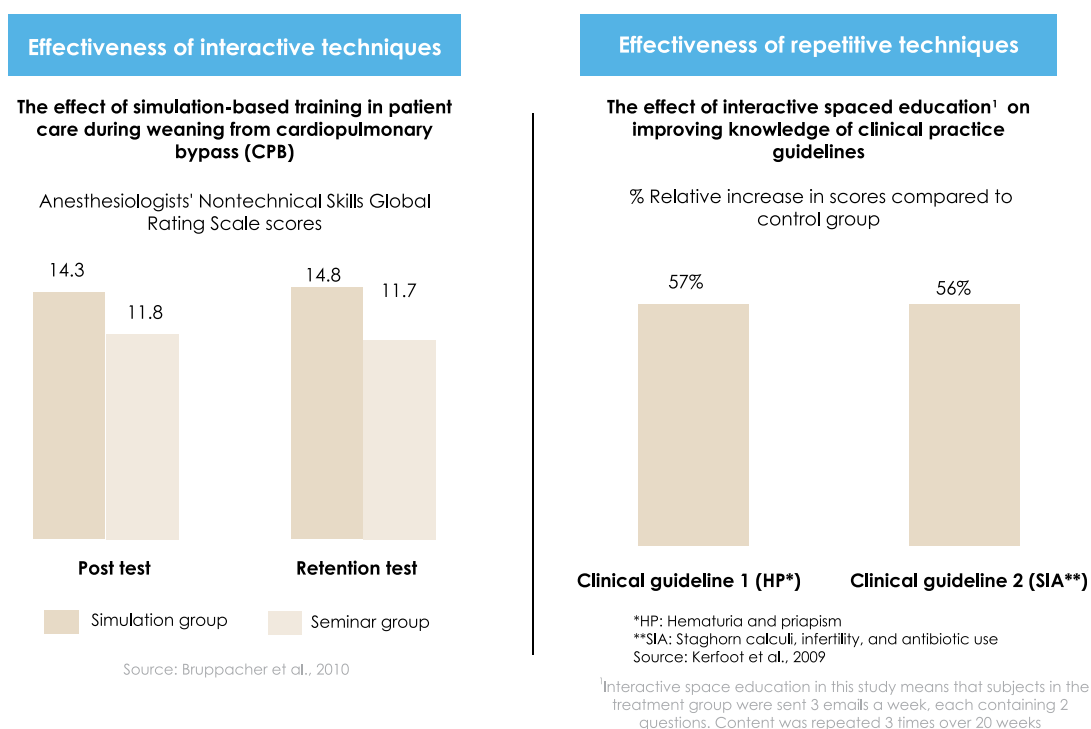 Effectiveness of interactive techniques
The effect of simulation-based training in patient
care during weaning from cardiopulmonary
bypass (CPB)
Anesthesiologists' Nontechnical Skills Global
Rating Scale scores
14.3
11.8
14.8
11.7
Post test
Retention test
Simulation group
Seminar group
Source: Bruppacher et al., 2010
Effectiveness of repetitive techniques
The effect of interactive spaced education¹ on
improving knowledge of clinical practice
guidelines
% Relative increase in scores compared to
control group
57%
56%
Clinical guideline 1 (HP*)
Clinical guideline 2 (SIA**)
*HP: Hematuria and priapism
**SIA: Staghorn calculi, infertility, and antibiotic use
Source: Kerfoot et al., 2009
¹Interactive space education in this study means that subjects in the
treatment group were sent 3 emails a week, each containing 2
questions. Content was repeated 3 times over 20 weeks